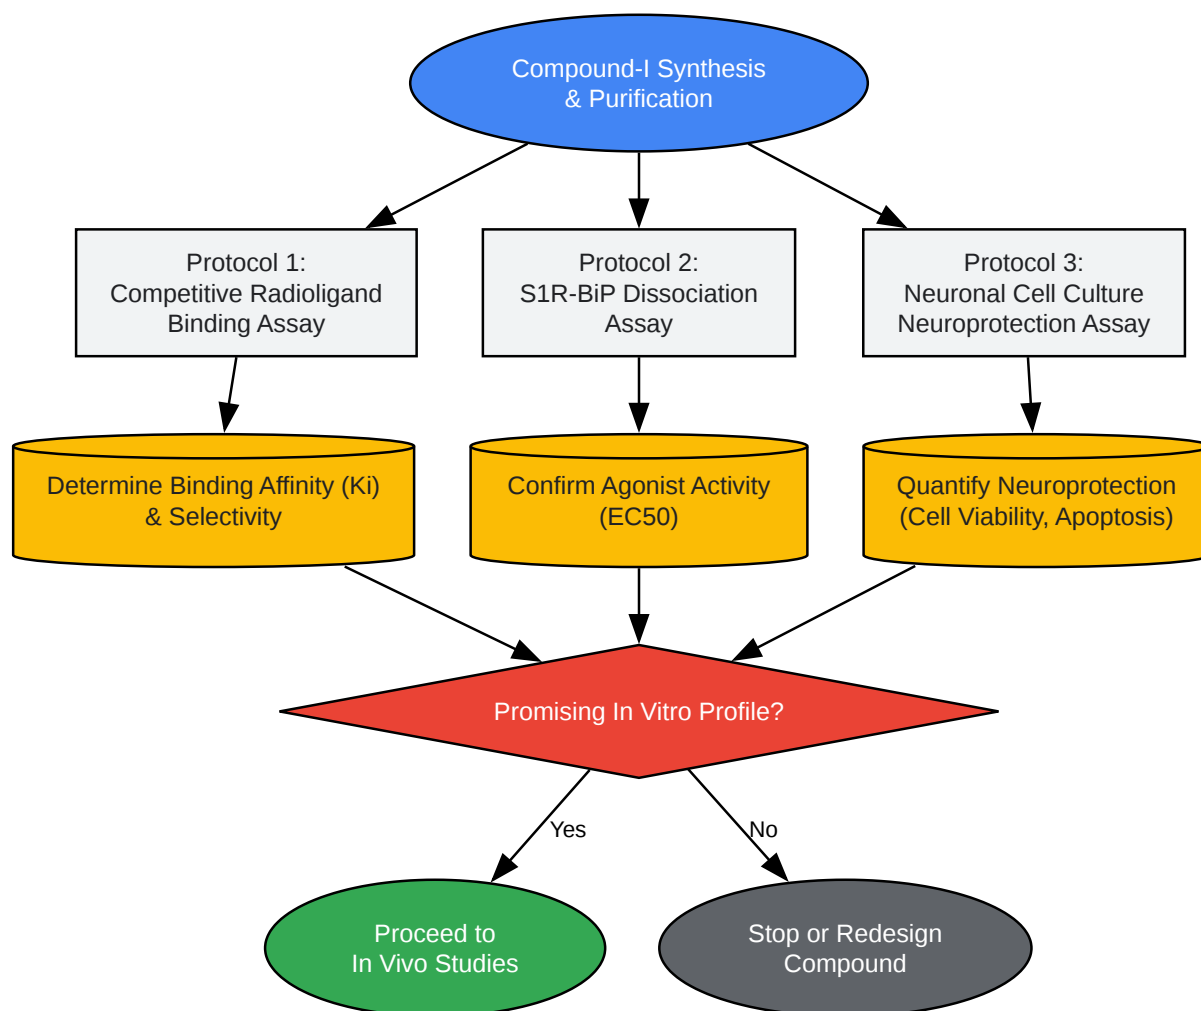 Compound-I Synthesis
& Purification
Protocol 1:
Competitive Radioligand
Binding Assay
Protocol 2:
S1R-BiP Dissociation
Assay
Protocol 3:
Neuronal Cell Culture
Neuroprotection Assay
Determine Binding Affinity (Ki)
& Selectivity
Confirm Agonist Activity
(EC50)
Quantify Neuroprotection
(Cell Viability, Apoptosis)
Promising In Vitro Profile?
Yes
No
Proceed to
In Vivo Studies
Stop or Redesign
Compound